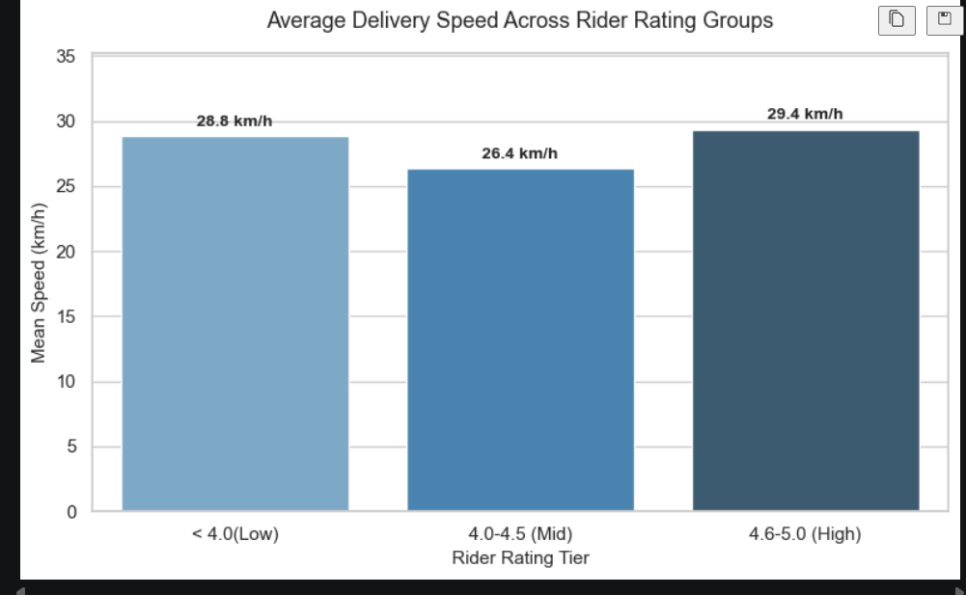 Average Delivery Speed Across Rider Rating Groups
35
30
25
20
15
10
5
0
Mean Speed (km/h)
28.8 km/h
26.4 km/h
29.4 km/h
< 4.0(Low)
4.0-4.5 (Mid)
4.6-5.0 (High)
Rider Rating Tier